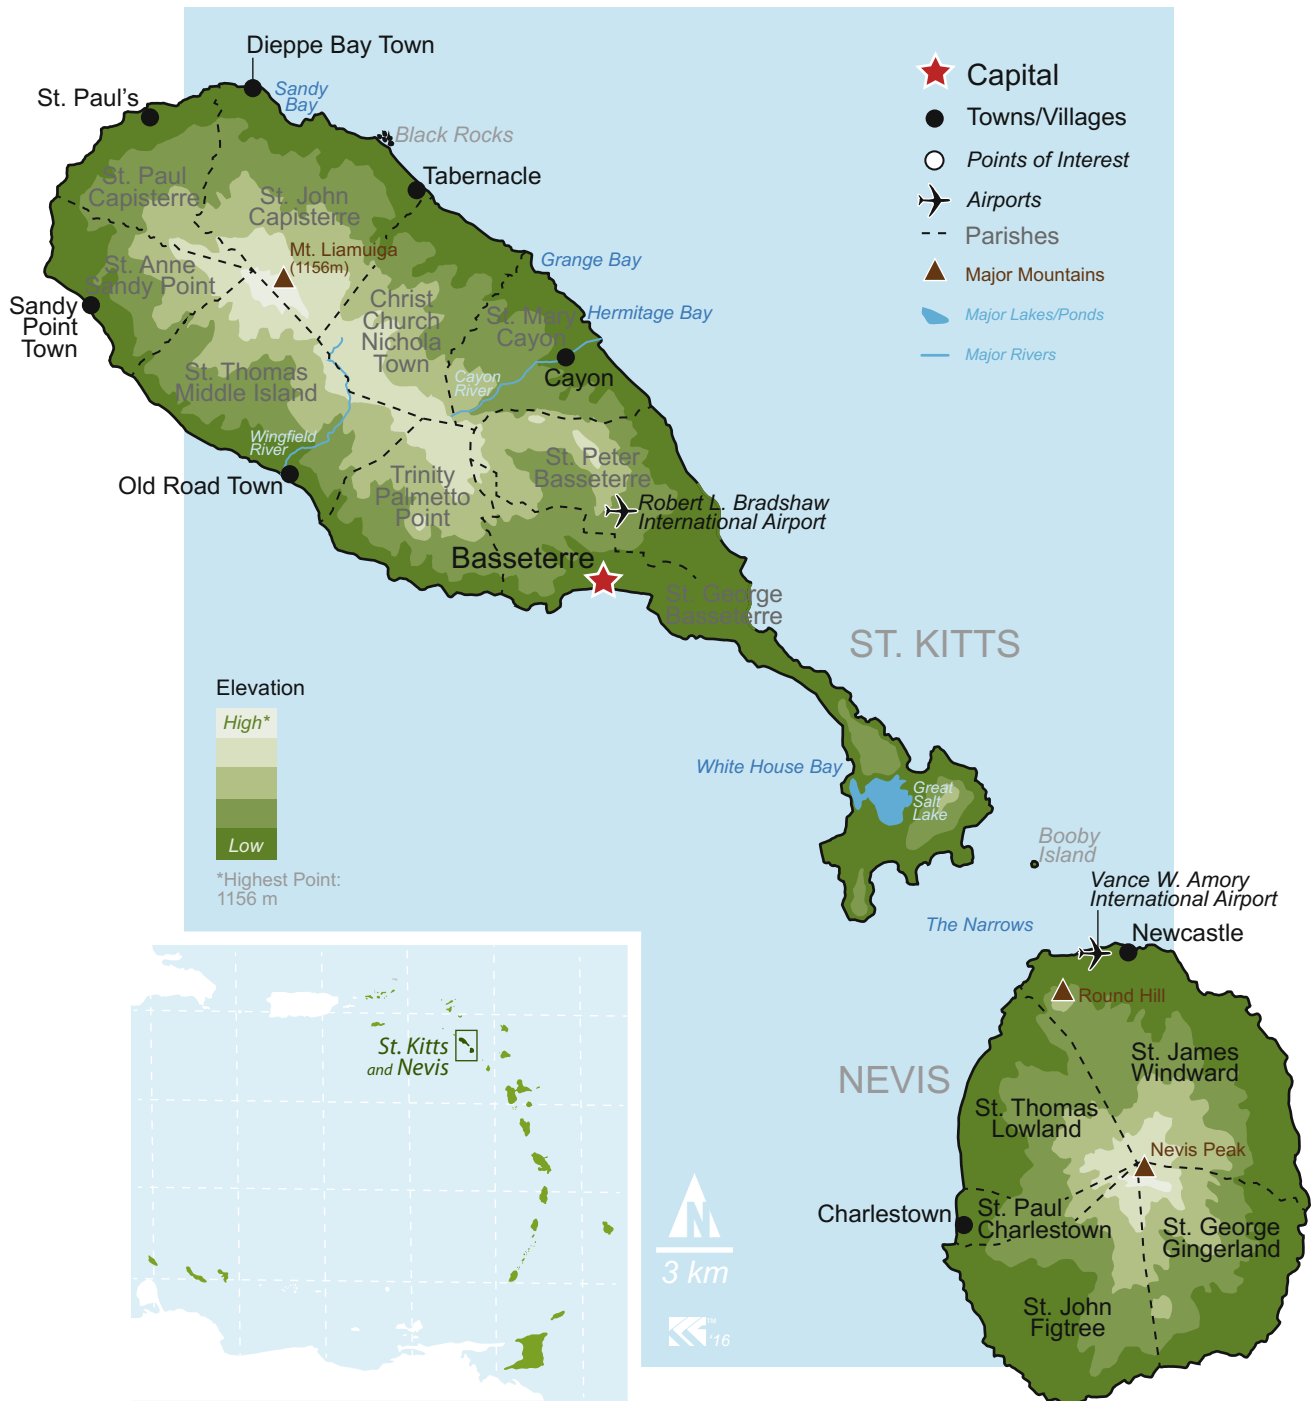 Dieppe Bay Town
St. Paul's
Sandy
Bay
Black Rocks
Tabernacle
St. Paul
Capisterre
St. John
Capisterre
Mt. Liamuiga
(1156m)
Grange Bay
St. Anne
Sandy Point
Sandy
Point
Town
Christ
Church
Nichola
Town
Hermitage Bay
St. Mary
Cayon
Cayon
St. Thomas
Middle Island
Cayon
River
Wingfield
River
Old Road Town
Trinity
Palmetto
Point
St. Peter
Basseterre
Robert L. Bradshaw
International Airport
Basseterre
St. George
Basseterre
ST. KITTS
White House Bay
Great
Salt
Lake
Booby
Island
Vance W. Amory
International Airport
The Narrows
Newcastle
Round Hill
NEVIS
St. James
Windward
St. Thomas
Lowland
Nevis Peak
Charlestown
St. Paul
Charlestown
St. George
Gingerland
St. John
Figtree
Capital
Towns/Villages
Points of Interest
Airports
Parishes
Major Mountains
Major Lakes/Ponds
Major Rivers
Elevation
High*
Low
*Highest Point:
1156 m
St. Kitts
and Nevis
N
3 km
TM
'16